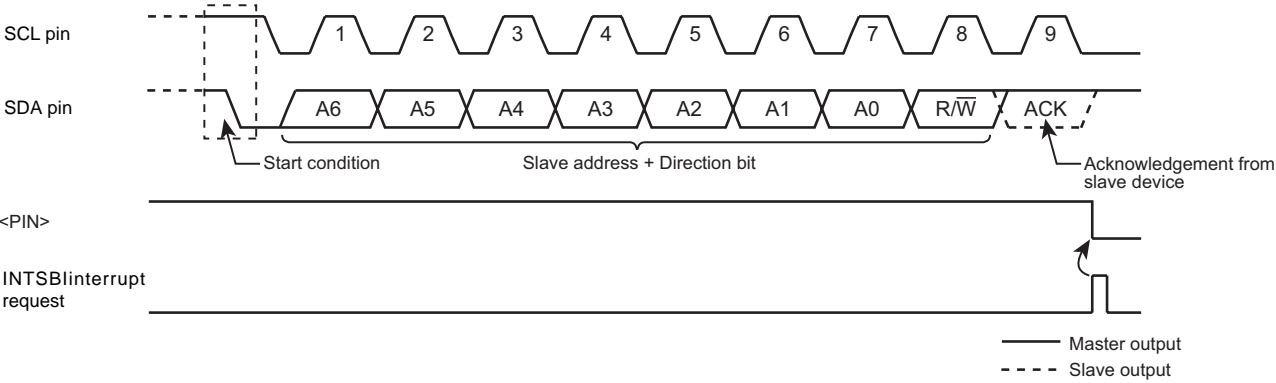 SCL pin
1 2 3 4 5 6 7 8 9
SDA pin
A6 A5 A4 A3 A2 A1 A0 R/W̅ ACK
Start condition
Slave address + Direction bit
Acknowledgement from
slave device
<PIN>
INTSBIinterrupt
request
Master output
Slave output